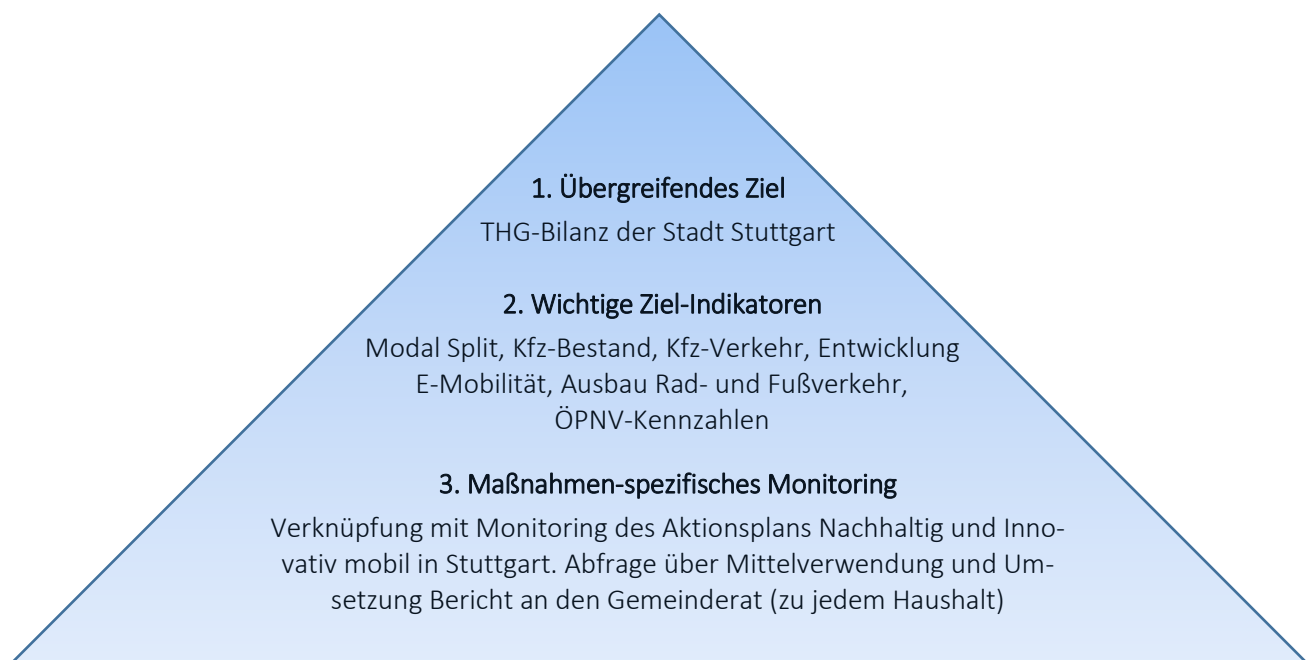 1. Übergreifendes Ziel
THG-Bilanz der Stadt Stuttgart
2. Wichtige Ziel-Indikatoren
Modal Split, Kfz-Bestand, Kfz-Verkehr, Entwicklung
E-Mobilität, Ausbau Rad- und Fußverkehr,
ÖPNV-Kennzahlen
3. Maßnahmen-spezifisches Monitoring
Verknüpfung mit Monitoring des Aktionsplans Nachhaltig und Inno-
vativ mobil in Stuttgart. Abfrage über Mittelverwendung und Um-
setzung Bericht an den Gemeinderat (zu jedem Haushalt)